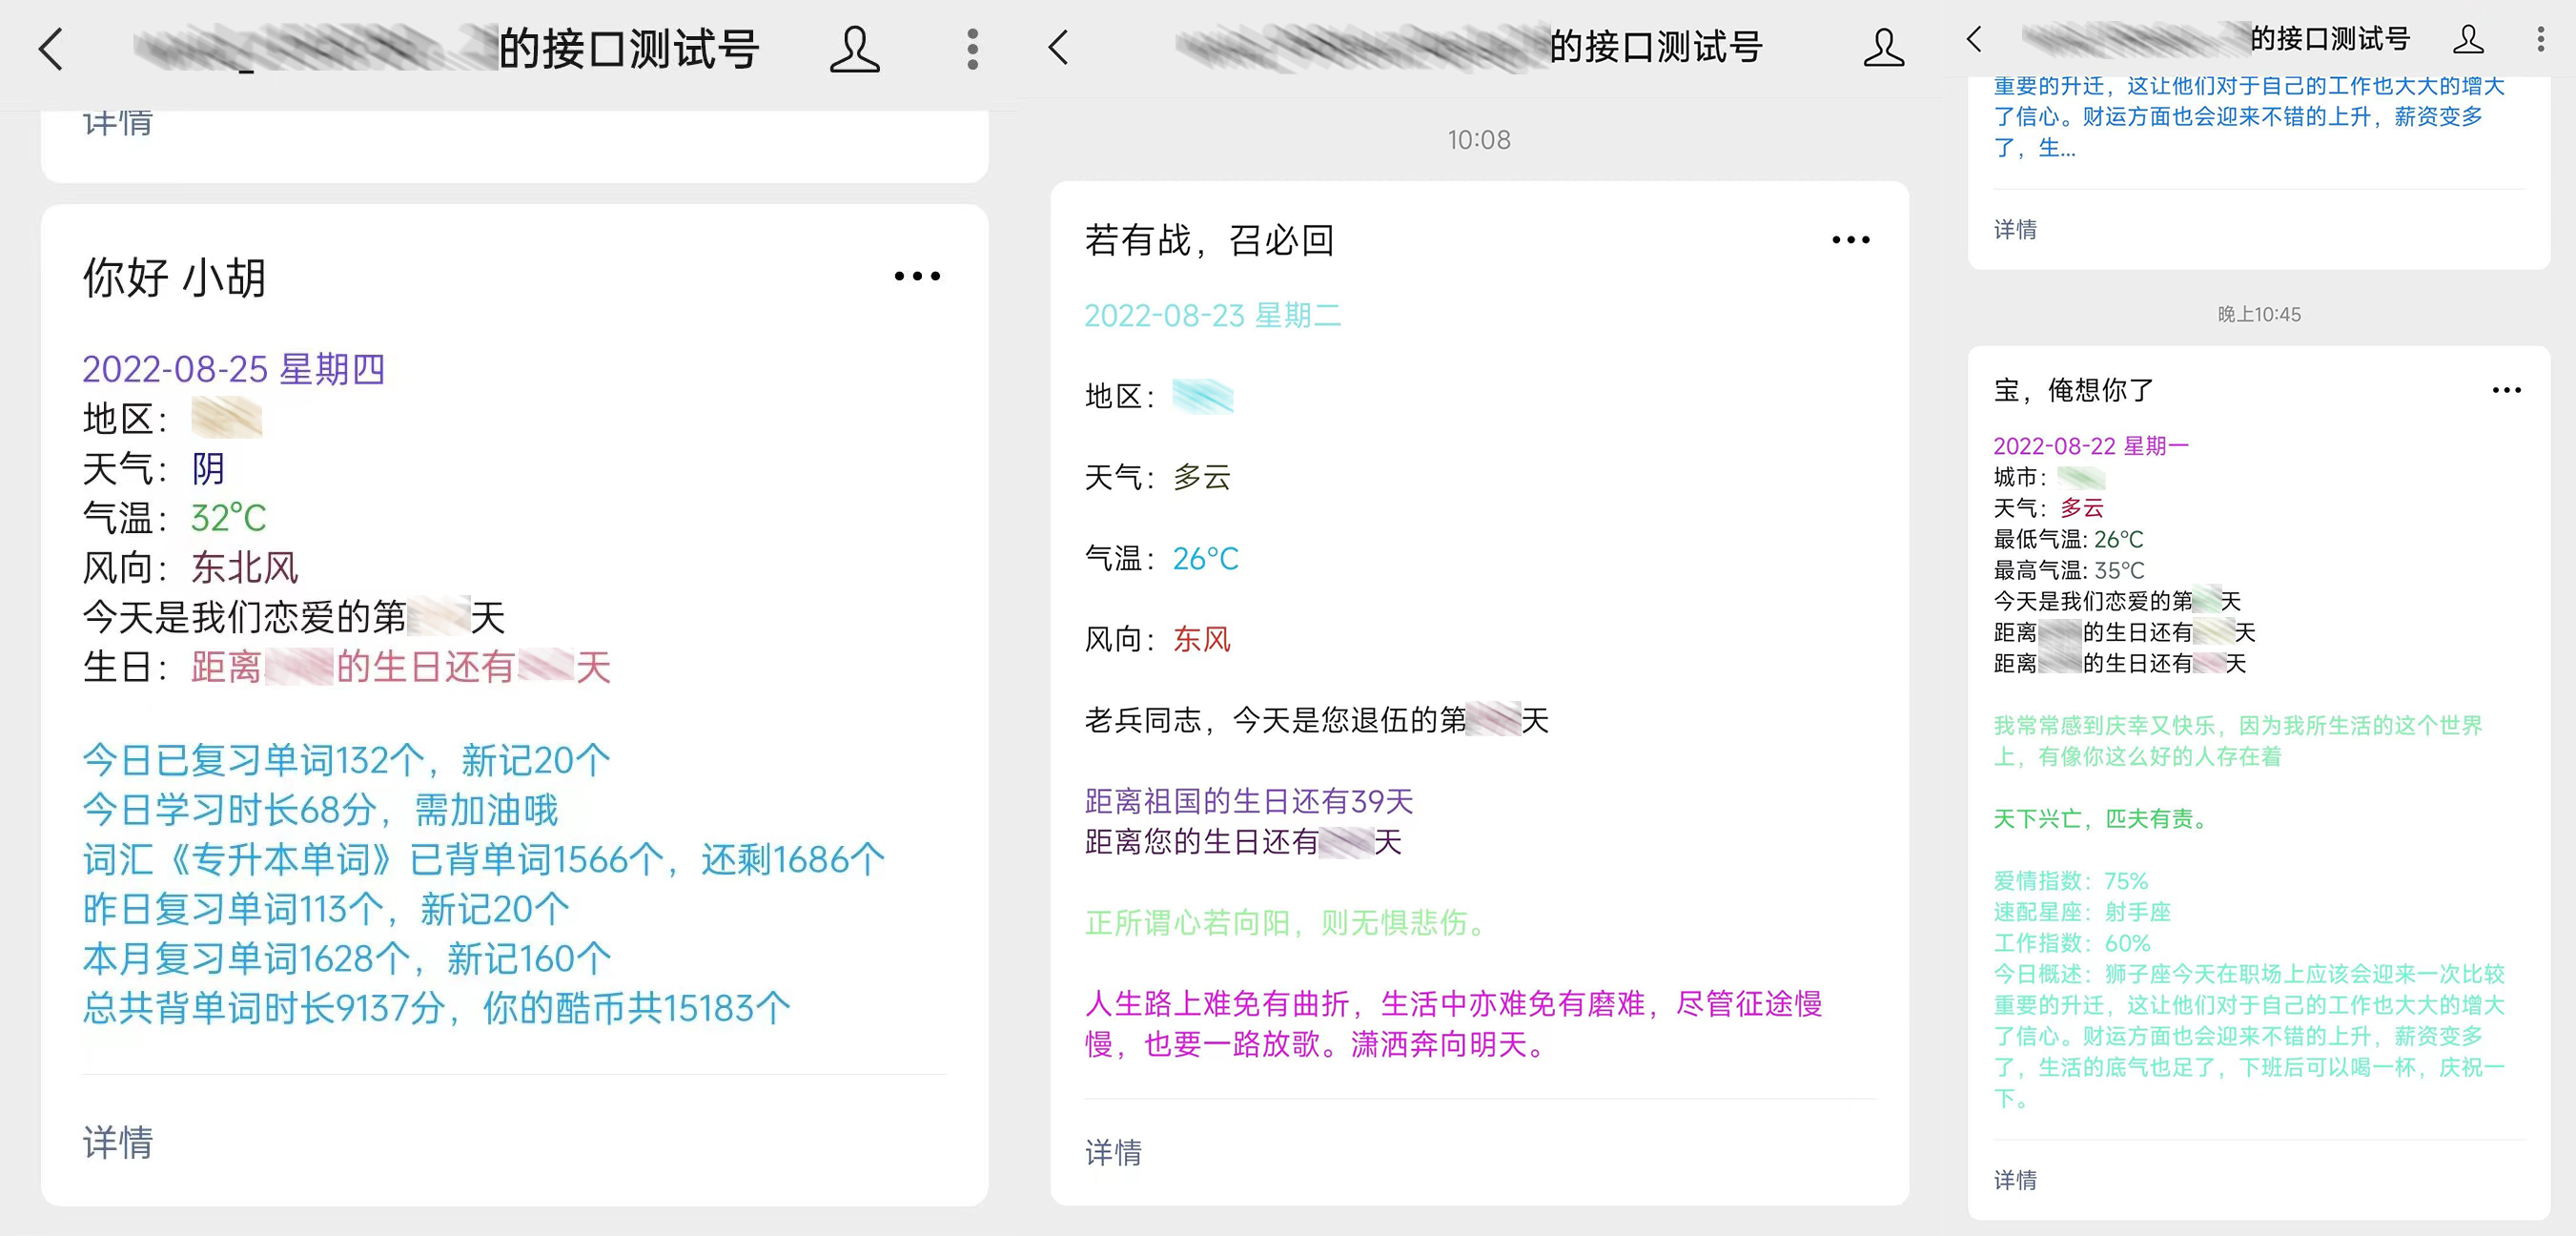 的接口测试号
详情
你好 小胡
2022-08-25 星期四
地区：
天气：阴
气温：32℃
风向：东北风
今天是我们恋爱的第天
生日：距离的生日还有天
今日已复习单词132个，新记20个
今日学习时长68分，需加油哦
词汇《专升本单词》已背单词1566个，还剩1686个
昨日复习单词113个，新记20个
本月复习单词1628个，新记160个
总共背单词时长9137分，你的酷币共15183个
详情
的接口测试号
10:08
若有战，召必回
2022-08-23 星期二
地区：
天气：多云
气温：26℃
风向：东风
老兵同志，今天是您退伍的第天
距离祖国的生日还有39天
距离您的生日还有天
正所谓心若向阳，则无惧悲伤。
人生路上难免有曲折，生活中亦难免有磨难，尽管征途慢
慢，也要一路放歌。潇洒奔向明天。
详情
的接口测试号
重要的升迁，这让他们对于自己的工作也大大的增大
了信心。财运方面也会迎来不错的上升，薪资变多
了，生...
详情
晚上10:45
宝，俺想你了
2022-08-22 星期一
城市：
天气：多云
最低气温: 26℃
最高气温: 35℃
今天是我们恋爱的第天
距离的生日还有天
距离的生日还有天
我常常感到庆幸又快乐，因为我所生活的这个世界
上，有像你这么好的人存在着
天下兴亡，匹夫有责。
爱情指数：75%
速配星座：射手座
工作指数：60%
今日概述：狮子座今天在职场上应该会迎来一次比较
重要的升迁，这让他们对于自己的工作也大大的增大
了信心。财运方面也会迎来不错的上升，薪资变多
了，生活的底气也足了，下班后可以喝一杯，庆祝一
下。
详情